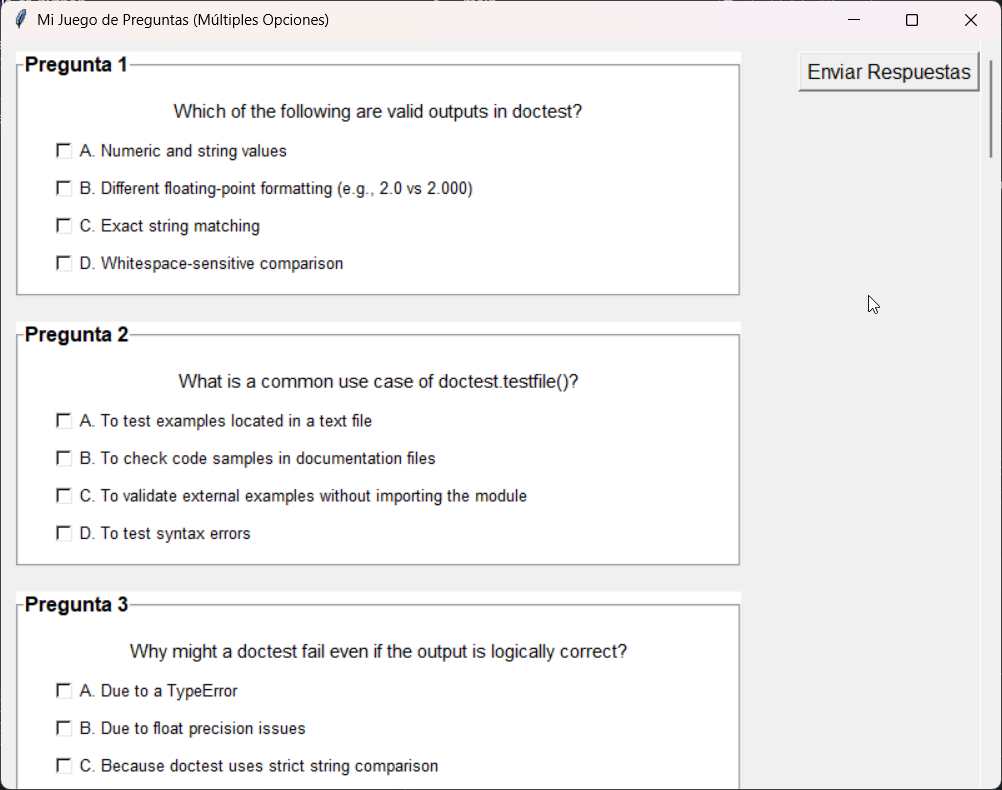 Mi Juego de Preguntas (Múltiples Opciones)
Enviar Respuestas
Pregunta 1
Which of the following are valid outputs in doctest?
A. Numeric and string values
B. Different floating-point formatting (e.g., 2.0 vs 2.000)
C. Exact string matching
D. Whitespace-sensitive comparison
Pregunta 2
What is a common use case of doctest.testfile()?
A. To test examples located in a text file
B. To check code samples in documentation files
C. To validate external examples without importing the module
D. To test syntax errors
Pregunta 3
Why might a doctest fail even if the output is logically correct?
A. Due to a TypeError
B. Due to float precision issues
C. Because doctest uses strict string comparison